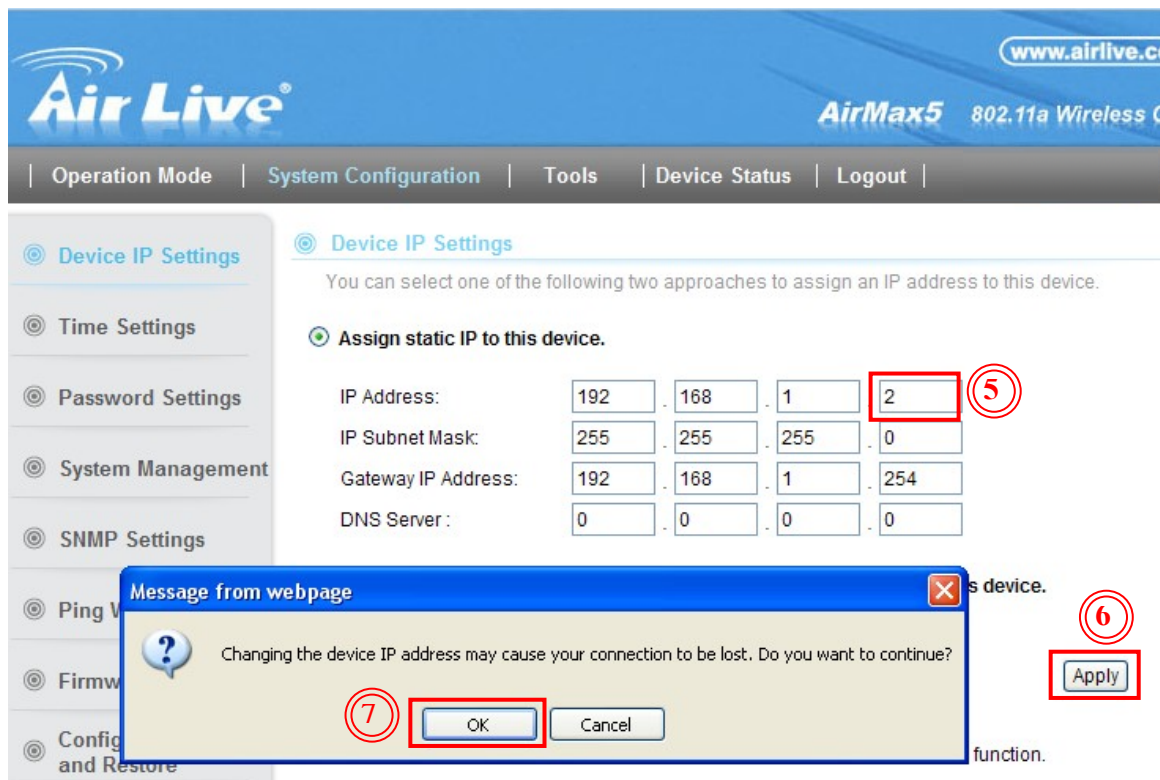 www.airlive.c
Air Live®
AirMax5 802.11a Wireless
Operation Mode | System Configuration | Tools | Device Status | Logout |
Device IP Settings
Time Settings
Password Settings
System Management
SNMP Settings
Ping
Firmw
Config
and Restore
Device IP Settings
You can select one of the following two approaches to assign an IP address to this device.
Assign static IP to this device.
IP Address: 192 . 168 . 1 . 2
5
IP Subnet Mask: 255 . 255 . 255 . 0
Gateway IP Address: 192 . 168 . 1 . 254
DNS Server : 0 . 0 . 0 . 0
s device.
Message from webpage
Changing the device IP address may cause your connection to be lost. Do you want to continue?
7
OK
Cancel
6
Apply
function.